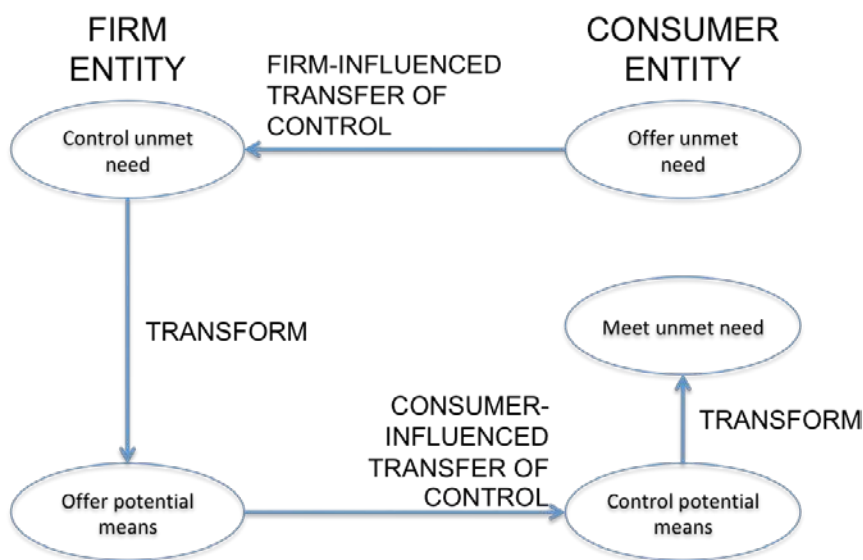 FIRM
ENTITY
CONSUMER
ENTITY
FIRM-INFLUENCED
TRANSFER OF
CONTROL
Control unmet
need
Offer unmet
need
TRANSFORM
Meet unmet need
CONSUMER-
INFLUENCED
TRANSFER OF
CONTROL
TRANSFORM
Offer potential
means
Control potential
means